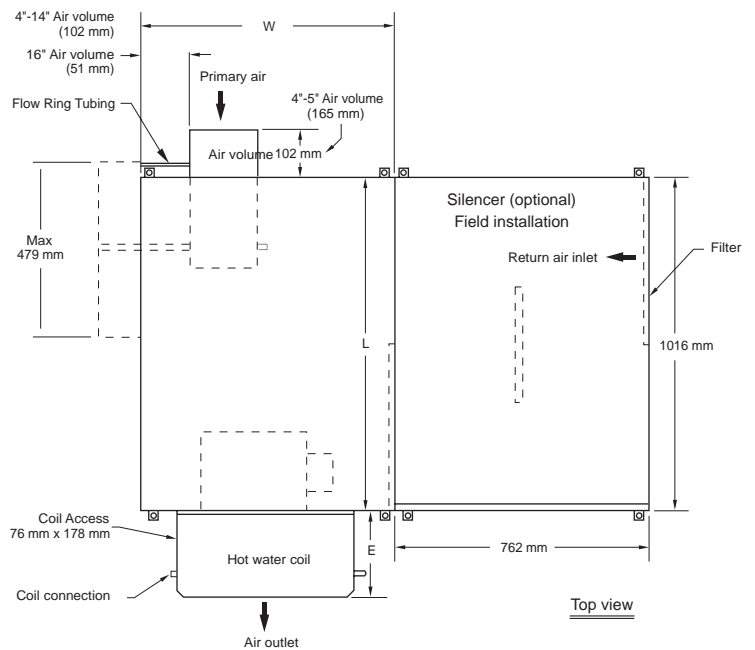 4"-14" Air volume
(102 mm)
W
16" Air volume
(51 mm)
Primary air
Flow Ring Tubing
4"-5" Air volume
(165 mm)
Air volume
102 mm
Silencer (optional)
Field installation
Max
479 mm
Return air inlet
Filter
L
1016 mm
Coil Access
76 mm x 178 mm
Hot water coil
E
762 mm
Coil connection
Top view
Air outlet